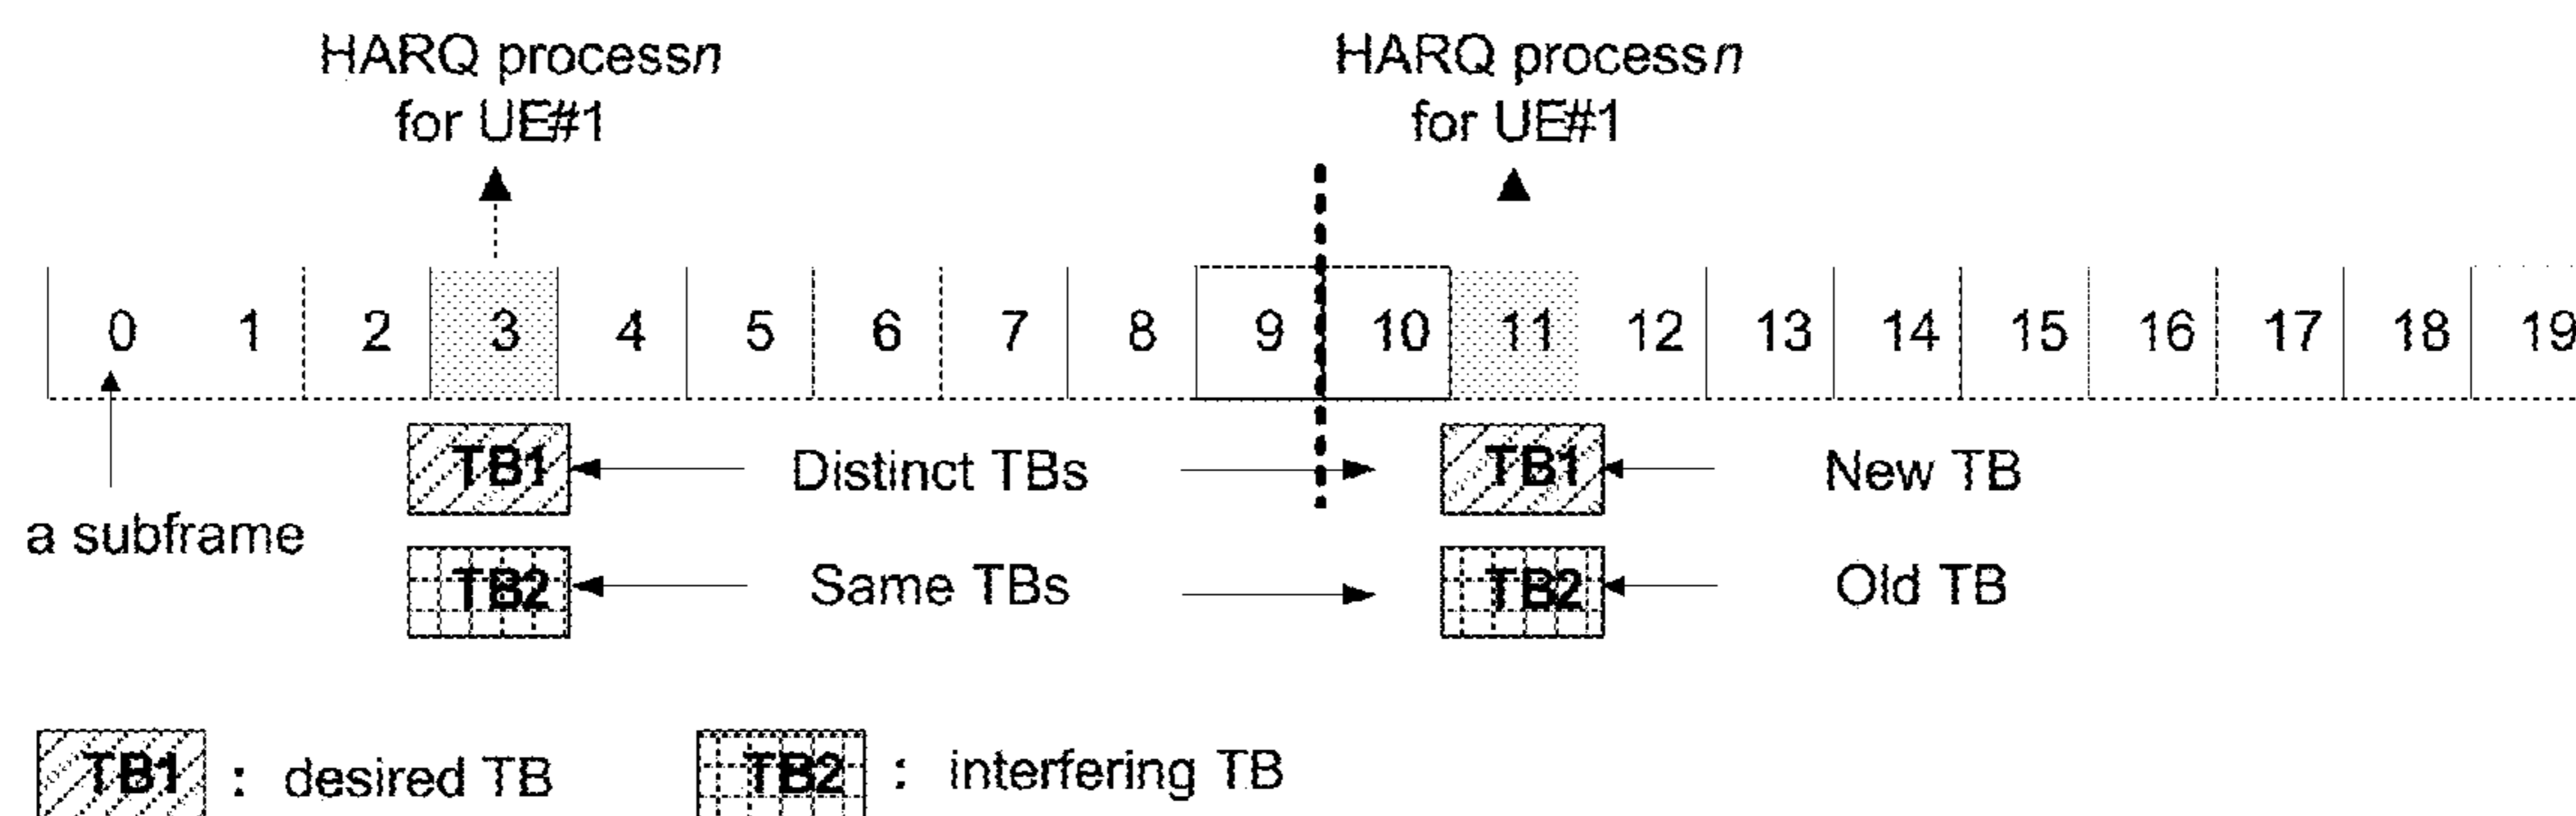 HARQ processn HARQ processn
for UE#1 for UE#1
0 1 2 3 4 5 6 7 8 9 10 11 12 13 14 15 16 17 18 19
TB1 Distinct TBs TB1 New TB
a subframe
TB2 Same TBs TB2 Old TB
TB1 : desired TB TB2 : interfering TB